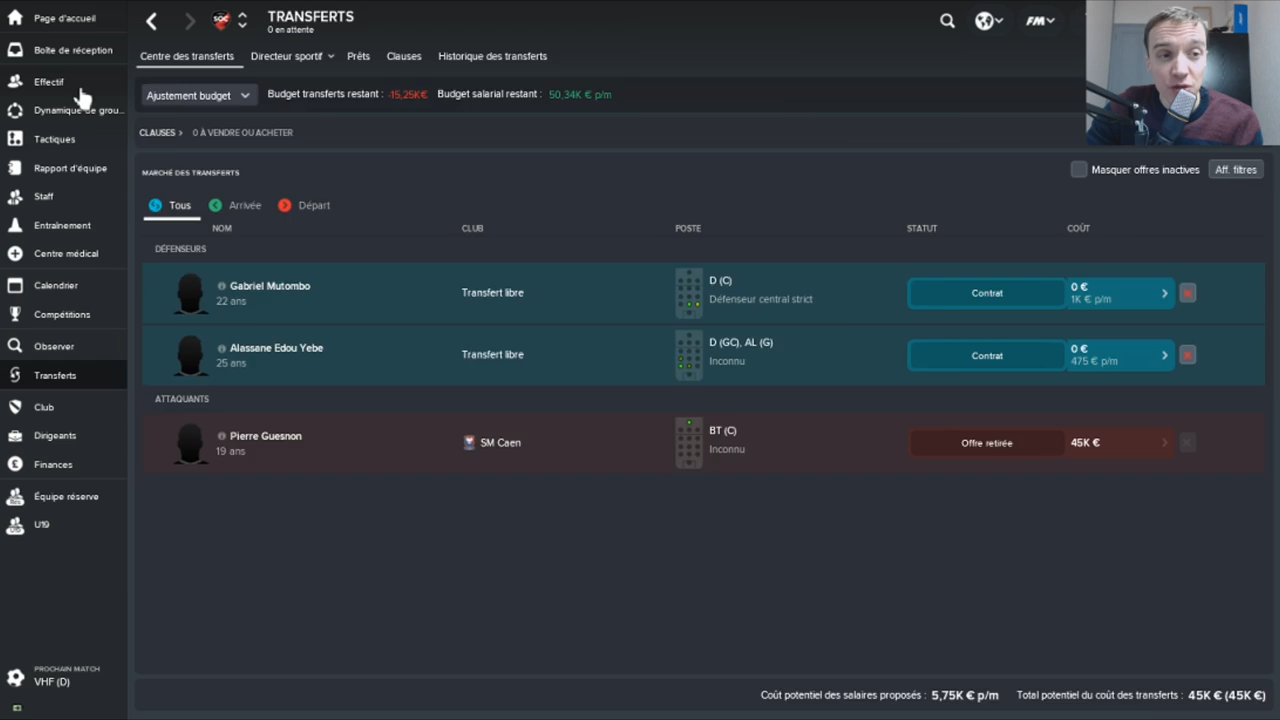 Page d'accueil
TRANSFERTS
0 en attente
SOC
FM
Boîte de réception
Centre des transferts
Directeur sportif
Prêts
Clauses
Historique des transferts
Effectif
Ajustement budget
Budget transferts restant : -15,25K€
Budget salarial restant : 50,34K € p/m
Dynamique de grou...
CLAUSES > 0 À VENDRE OU ACHETER
Tactiques
Rapport d'équipe
MARCHÉ DES TRANSFERTS
Masquer offres inactives
Aff. filtres
Staff
Tous
Arrivée
Départ
Entraînement
NOM
CLUB
POSTE
STATUT
COÛT
Centre médical
DÉFENSEURS
Calendrier
Gabriel Mutombo
22 ans
Transfert libre
D (C)
Défenseur central strict
Contrat
0 €
1K € p/m
Compétitions
Observer
Alassane Edou Yebe
25 ans
Transfert libre
D (GC), AL (G)
Inconnu
Contrat
0 €
475 € p/m
Transferts
ATTAQUANTS
Club
Dirigeants
Pierre Guesnon
19 ans
SM Caen
BT (C)
Inconnu
Offre retirée
45K €
Finances
Équipe réserve
U19
PROCHAIN MATCH
VHF (D)
Coût potentiel des salaires proposés : 5,75K € p/m
Total potentiel du coût des transferts : 45K € (45K €)